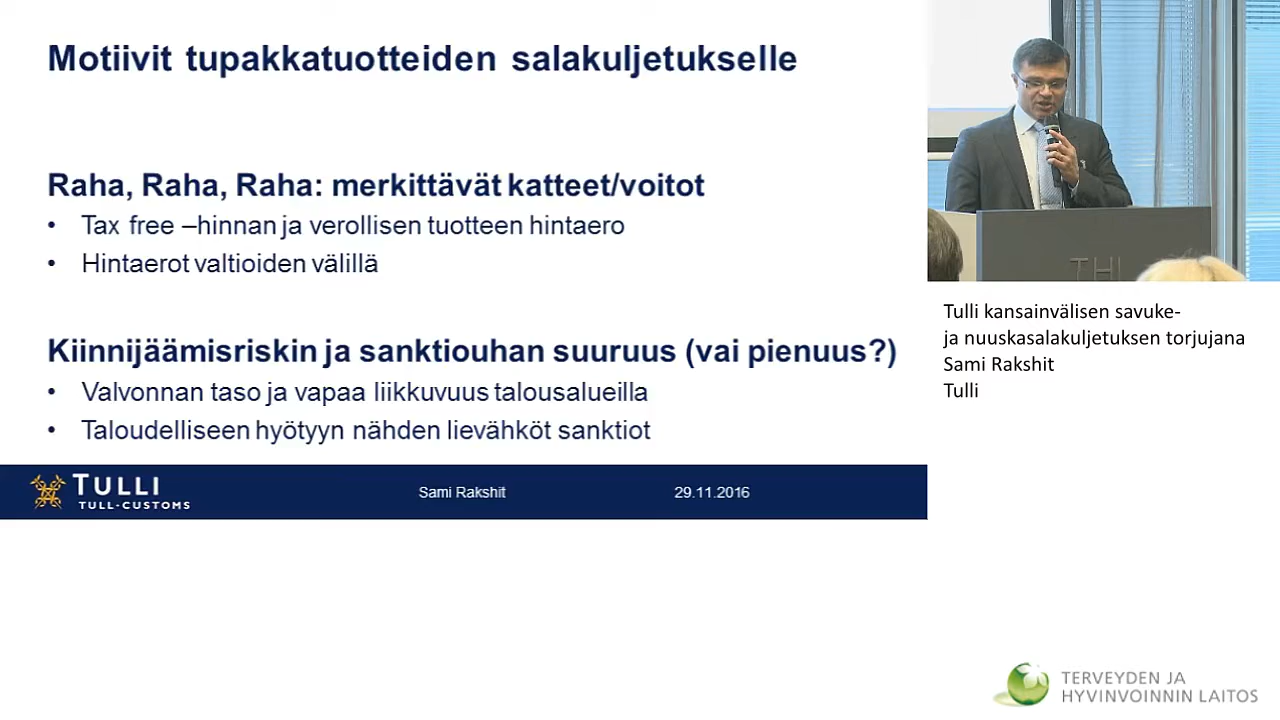 Motiivit tupakkatuotteiden salakuljetukselle
Raha, Raha, Raha: merkittävät katteet/voitot
• Tax free –hinnan ja verollisen tuotteen hintaero
• Hintaerot valtioiden välillä
Kiinnijäämisriskin ja sanktiouhan suuruus (vai pienuus?)
• Valvonnan taso ja vapaa liikkuvuus talousalueilla
• Taloudelliseen hyötyyn nähden lievähköt sanktiot
TULLI
TULL·CUSTOMS
Sami Rakshit
29.11.2016
Tulli kansainvälisen savuke-
ja nuuskasalakuljetuksen torjujana
Sami Rakshit
Tulli
TERVEYDEN JA
HYVINVOINNIN LAITOS